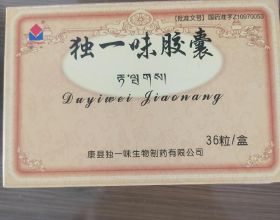 【批准文号】国药准字Z10970053
独一味胶囊
Duyiwei Jiaonang
36粒/盒
康县独一味生物制药有限公司